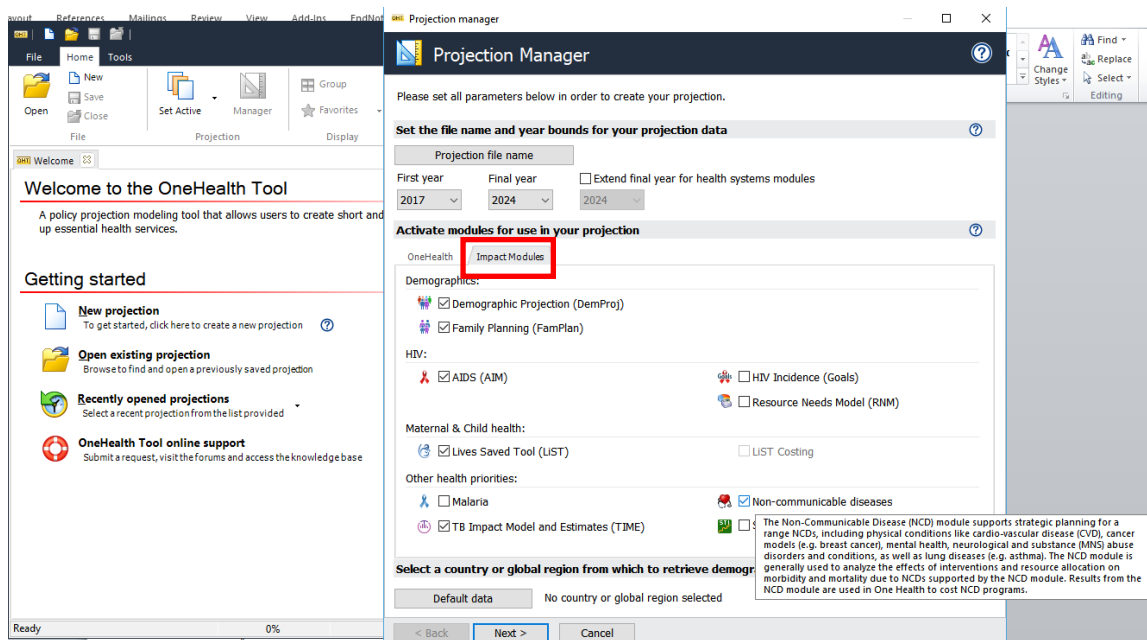 References Mailings Review View Add-Ins EndNot
File Home Tools
Open
New
Save
Close
Set Active
Manager
Group
Favorites
File Projection Display
Welcome
Welcome to the OneHealth Tool
A policy projection modeling tool that allows users to create short and
up essential health services.
Getting started
New projection
To get started, click here to create a new projection
Open existing projection
Browse to find and open a previously saved projection
Recently opened projections
Select a recent projection from the list provided
OneHealth Tool online support
Submit a request, visit the forums and access the knowledge base
Ready 0%
Projection manager
Projection Manager
Please set all parameters below in order to create your projection.
Set the file name and year bounds for your projection data
Projection file name
First year Final year Extend final year for health systems modules
2017 2024 2024
Activate modules for use in your projection
OneHealth Impact Modules
Demographics:
Demographic Projection (DemProj)
Family Planning (FamPlan)
HIV:
AIDS (AIM) HIV Incidence (Goals)
Resource Needs Model (RNM)
Maternal & Child health:
Lives Saved Tool (LiST) LiST Costing
Other health priorities:
Malaria Non-communicable diseases
TB Impact Model and Estimates (TIME)
The Non-Communicable Disease (NCD) module supports strategic planning for a
range NCDs, including physical conditions like cardio-vascular disease (CVD), cancer
models (e.g. breast cancer), mental health, neurological and substance (MNS) abuse
disorders and conditions, as well as lung diseases (e.g. asthma). The NCD module is
generally used to analyze the effects of interventions and resource allocation on
morbidity and mortality due to NCDs supported by the NCD module. Results from the
NCD module are used in One Health to cost NCD programs.
Select a country or global region from which to retrieve demogr
Default data No country or global region selected
< Back Next > Cancel
Change
Styles
Find
Replace
Select
Editing